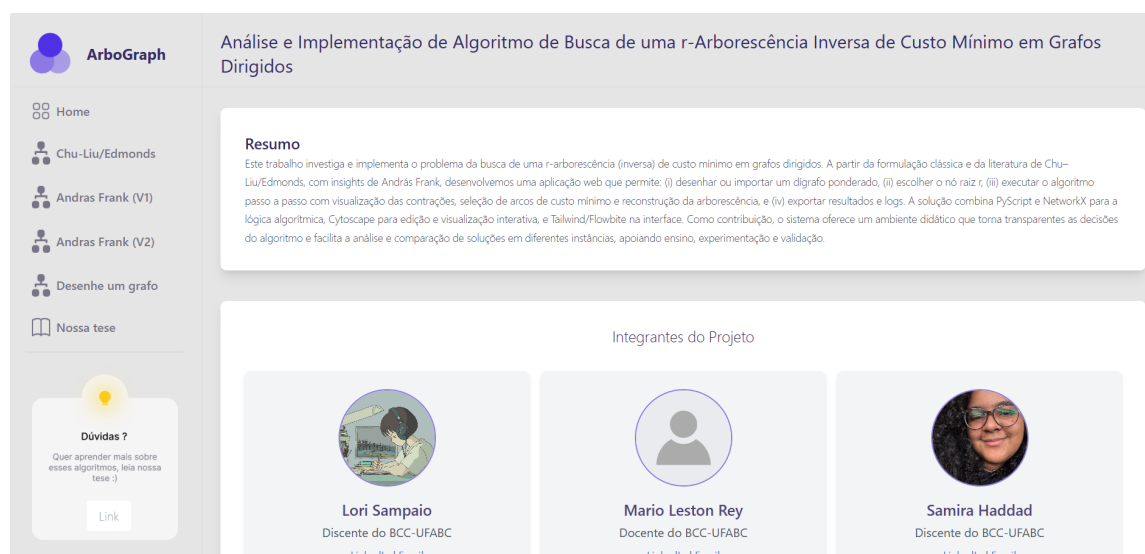 ArboGraph
Análise e Implementação de Algoritmo de Busca de uma r-Arborescência Inversa de Custo Mínimo em Grafos
Dirigidos
Home
Chu-Liu/Edmonds
Andras Frank (V1)
Andras Frank (V2)
Desenhe um grafo
Nossa tese
Dúvidas ?
Quer aprender mais sobre
esses algoritmos, leia nossa
tese :)
Link
Resumo
Este trabalho investiga e implementa o problema da busca de uma r-arborescência (inversa) de custo mínimo em grafos dirigidos. A partir da formulação clássica e da literatura de Chu–
Liu/Edmonds, com insights de András Frank, desenvolvemos uma aplicação web que permite: (i) desenhar ou importar um dígrafo ponderado, (ii) escolher o nó raiz r, (iii) executar o algoritmo
passo a passo com visualização das contrações, seleção de arcos de custo mínimo e reconstrução da arborescência, e (iv) exportar resultados e logs. A solução combina PyScript e NetworkX para a
lógica algorítmica, Cytoscape para edição e visualização interativa, e Tailwind/Flowbite na interface. Como contribuição, o sistema oferece um ambiente didático que torna transparentes as decisões
do algoritmo e facilita a análise e comparação de soluções em diferentes instâncias, apoiando ensino, experimentação e validação.
Integrantes do Projeto
Lori Sampaio
Discente do BCC-UFABC
Mario Leston Rey
Docente do BCC-UFABC
Samira Haddad
Discente do BCC-UFABC